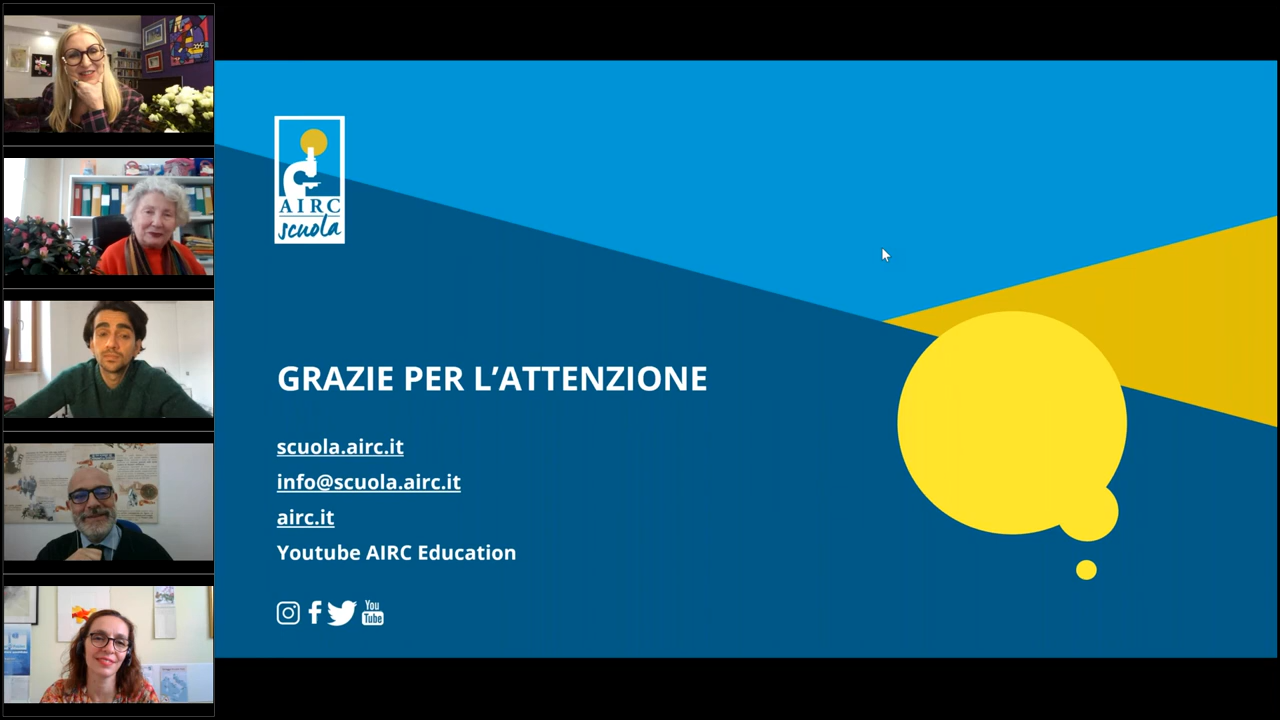 AIRC
scuola
GRAZIE PER L’ATTENZIONE
scuola.airc.it
info@scuola.airc.it
airc.it
Youtube AIRC Education
You
Tube